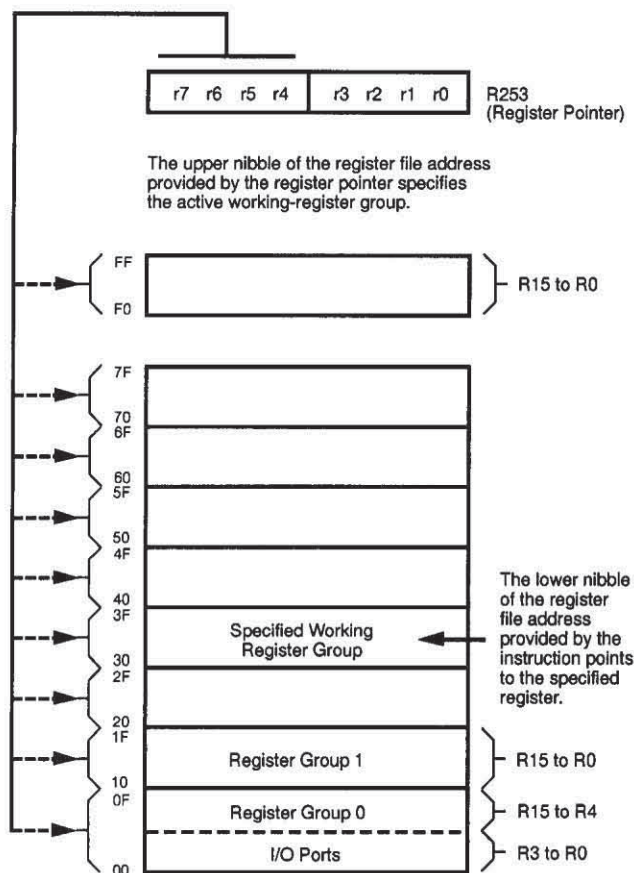 r7 r6 r5 r4 r3 r2 r1 r0
R253
(Register Pointer)
The upper nibble of the register file address
provided by the register pointer specifies
the active working-register group.
FF
F0
R15 to R0
7F
70
6F
60
5F
50
4F
40
3F
Specified Working
Register Group
30
2F
The lower nibble
of the register
file address
provided by the
instruction points
to the specified
register.
20
1F
Register Group 1
R15 to R0
10
0F
Register Group 0
R15 to R4
I/O Ports
R3 to R0
00